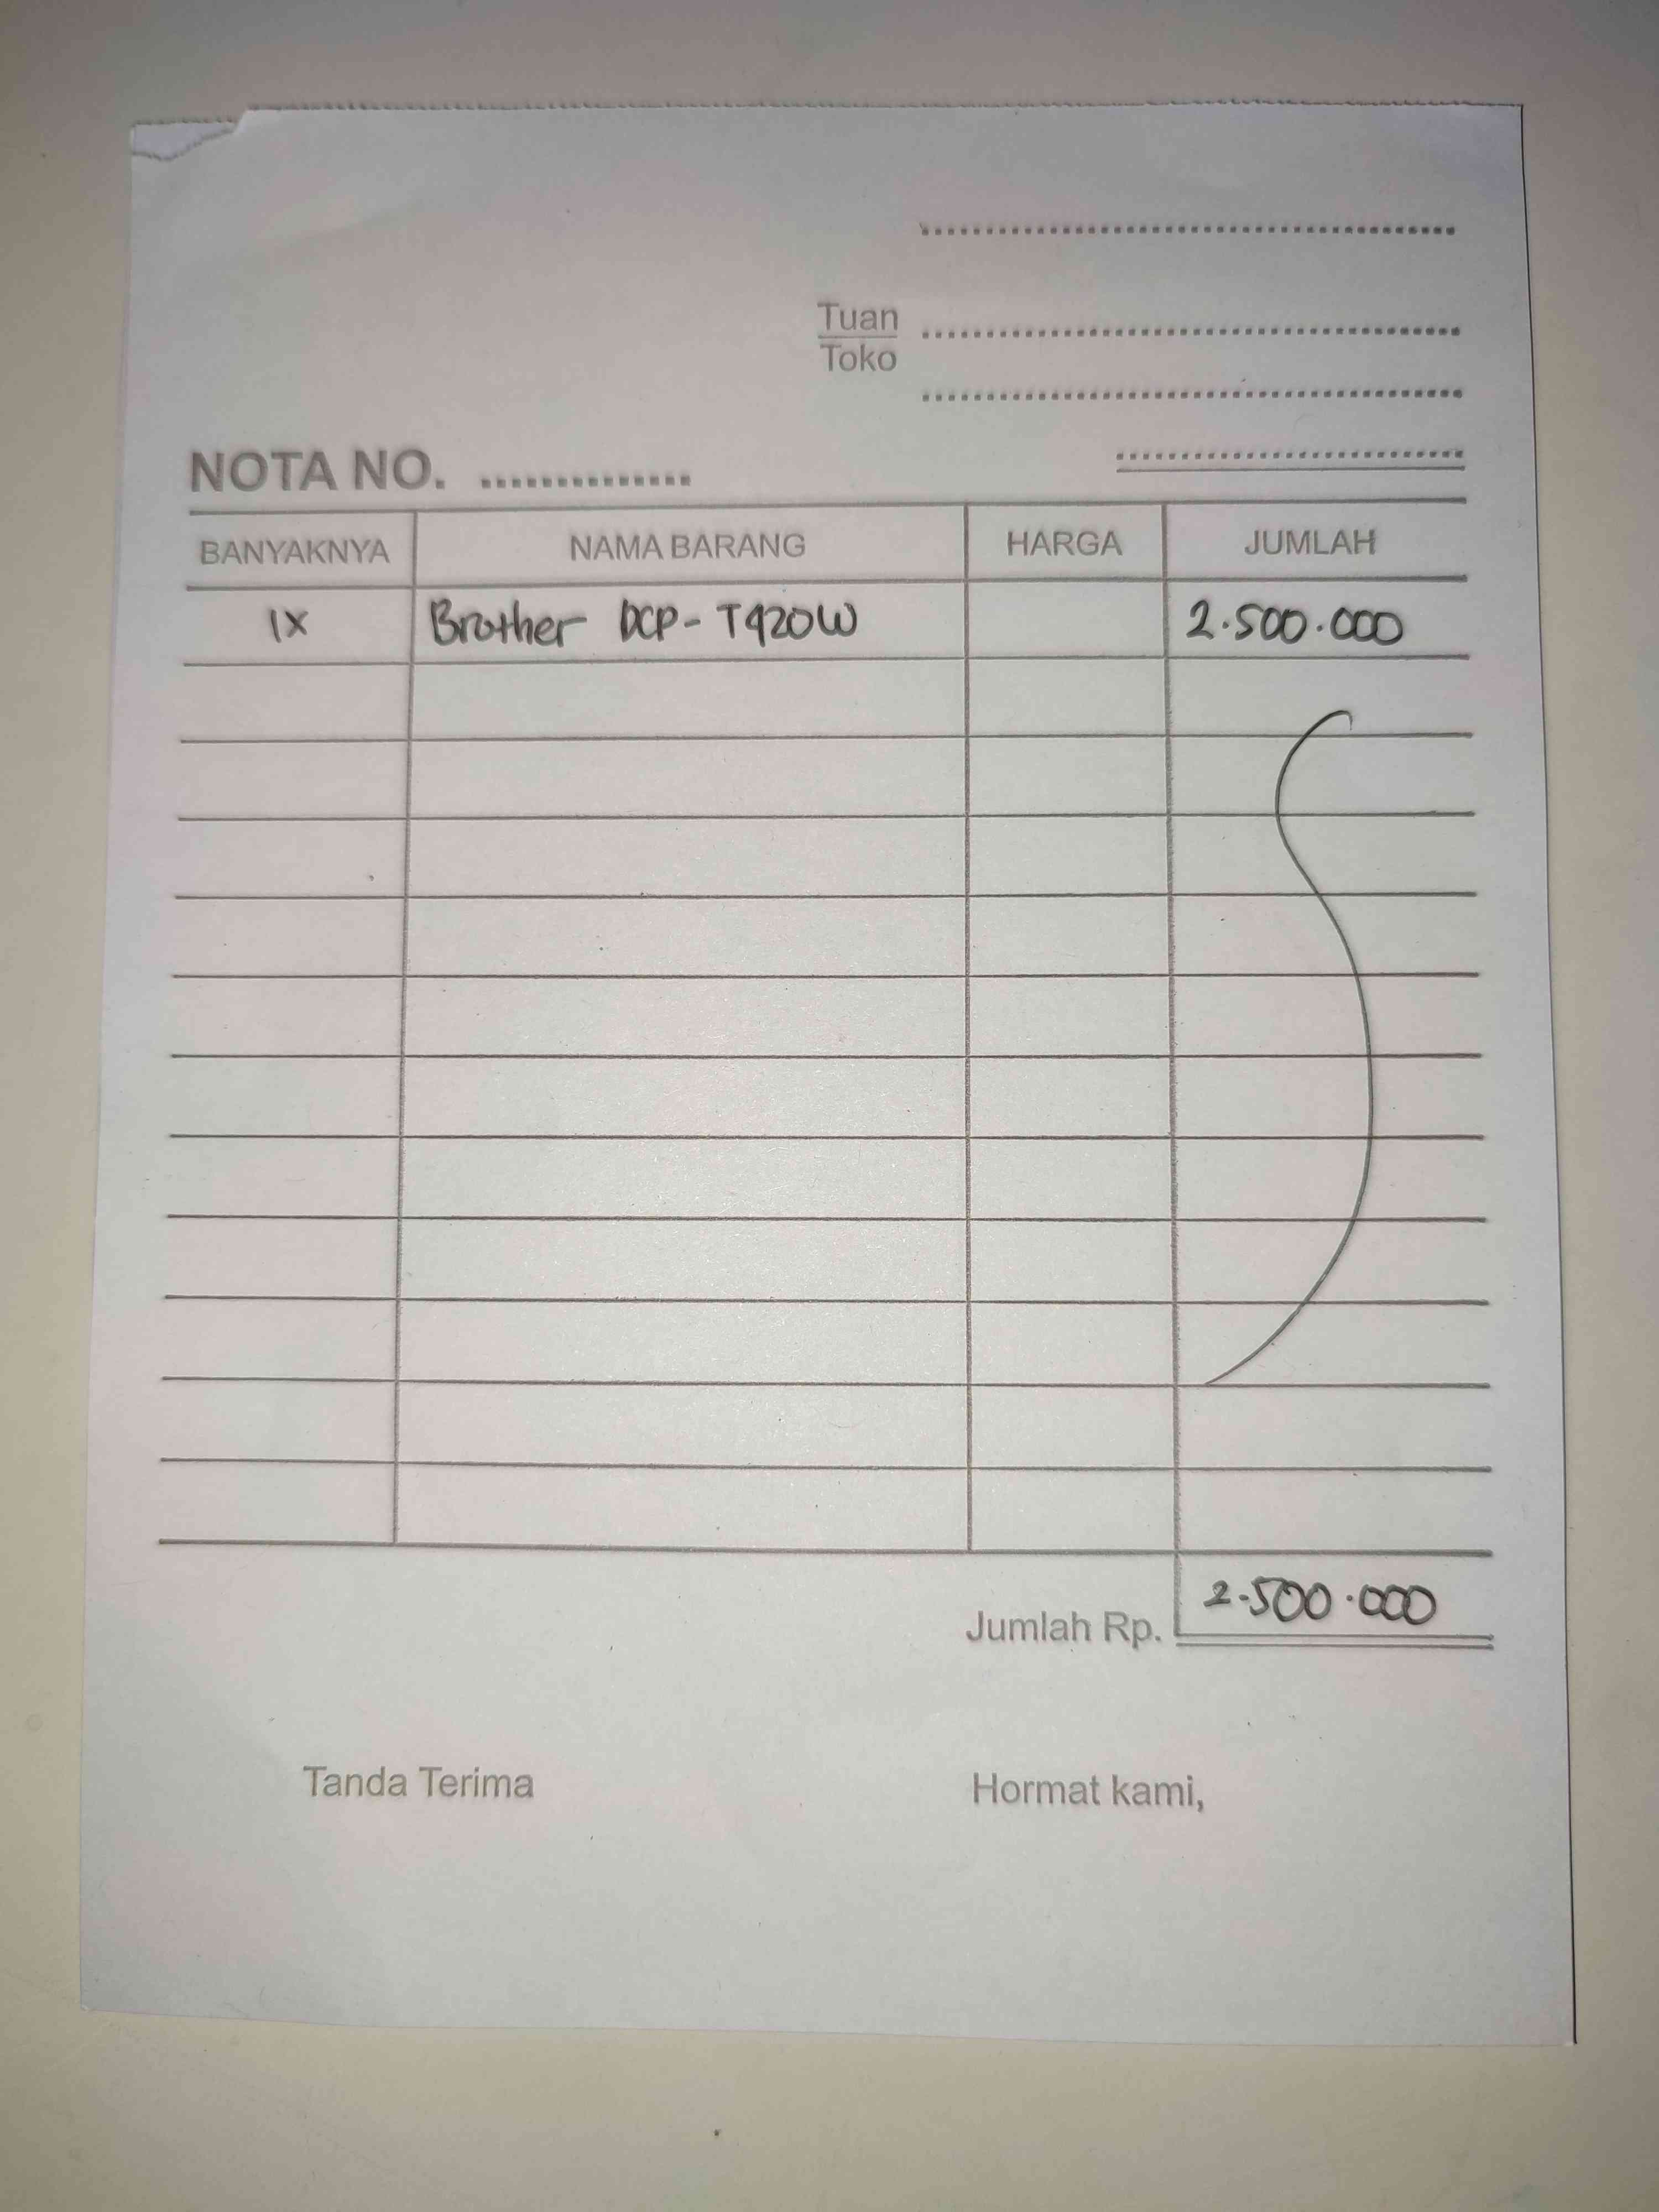 Tuan
Toko
NOTA NO. ..............
BANYAKNYA NAMA BARANG HARGA JUMLAH
1X Brother DCP-T420W 2.500.000
Jumlah Rp. 2.500.000
Tanda Terima Hormat kami,